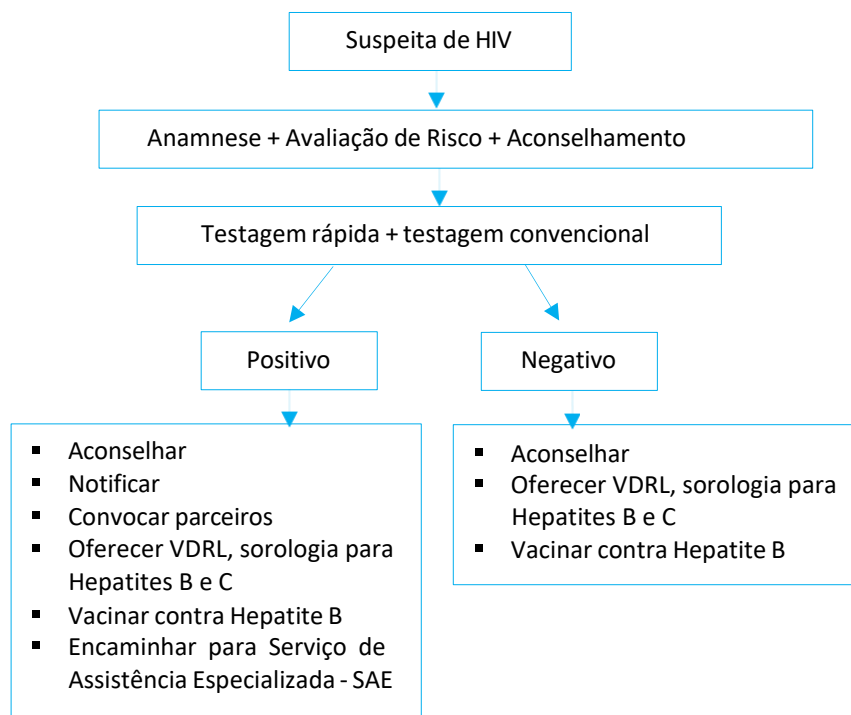 Suspeita de HIV
Anamnese + Avaliação de Risco + Aconselhamento
Testagem rápida + testagem convencional
Positivo
Negativo
▪ Aconselhar
▪ Notificar
▪ Convocar parceiros
▪ Oferecer VDRL, sorologia para
Hepatites B e C
▪ Vacinar contra Hepatite B
▪ Encaminhar para Serviço de
Assistência Especializada - SAE
▪ Aconselhar
▪ Oferecer VDRL, sorologia para
Hepatites B e C
▪ Vacinar contra Hepatite B